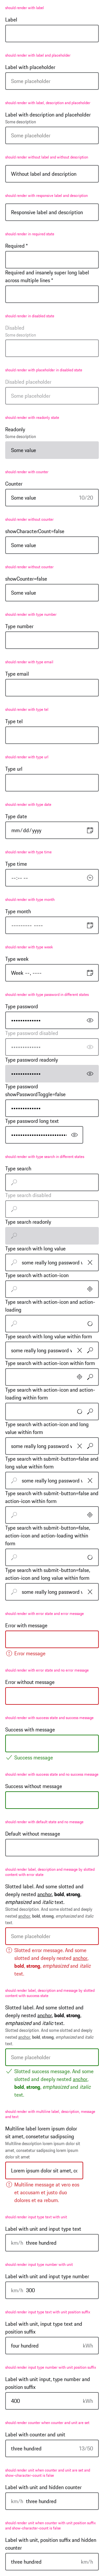 should render with label
Label
should render with label and placeholder
Label with placeholder
Some placeholder
should render with label, description and placeholder
Label with description and placeholder
Some description
Some placeholder
should render without label and without description
Without label and description
should render with responsive label and description
Responsive label and description
should render in required state
Required *
Required and insanely super long label
across multiple lines *
should render in disabled state
Disabled
Some description
should render with placeholder in disabled state
Disabled placeholder
Some placeholder
should render with readonly state
Readonly
Some description
Some value
should render with counter
Counter
Some value 10/20
should render without counter
showCharacterCount=false
Some value
should render without counter
showCounter=false
Some value
should render with type number
Type number
should render with type email
Type email
should render with type tel
Type tel
should render with type url
Type url
should render with type date
Type date
mm/dd/yyyy
should render with type time
Type time
--:-- --
should render with type month
Type month
--------- ----
should render with type week
Type week
Week --, ----
should render with type password in different states
Type password
••••••••••••••
Type password disabled
••••••••••••••
Type password readonly
••••••••••••••
Type password
showPasswordToggle=false
••••••••••••••
Type password long text
should render with type search in different states
Type search
Type search disabled
Type search readonly
Type search with long value
some really long password v
Type search with action-icon
Type search with action-icon and action-
loading
Type search with long value within form
some really long password v
Type search with action-icon within form
Type search with action-icon and action-
loading within form
Type search with action-icon and long
value within form
some really long password v
Type search with submit-button=false and
long value within form
some really long password v
Type search with submit-button=false and
action-icon within form
Type search with submit-button=false,
action-icon and action-loading within
form
Type search with submit-button=false,
action-icon and long value within form
some really long password v
should render with error state and error message
Error with message
Error message
should render with error state and no error message
Error without message
should render with success state and success message
Success with message
Success message
should render with success state and no success message
Success without message
should render with default state and no message
Default without message
should render label, description and message by slotted
content with error state
Slotted label. Some slotted and
deeply nested anchor, bold, strong,
emphasized and italic text.
Slotted description. Some slotted and deeply
nested anchor, bold, strong, emphasized and italic
text.
Some placeholder
Slotted error message. And some
slotted and deeply nested anchor,
bold, strong, emphasized and italic
text.
should render label, description and message by slotted
content with success state
Slotted label. Some slotted and
deeply nested anchor, bold, strong,
emphasized and italic text.
Slotted description. And some slotted and deeply
nested anchor, bold, strong, emphasized and italic
text.
Some placeholder
Slotted success message. And some
slotted and deeply nested anchor,
bold, strong, emphasized and italic
text.
should render with multiline label, description, message
and text
Multiline label lorem ipsum dolor
sit amet, consetetur sadipscing
Multiline description lorem ipsum dolor sit
amet, consetetur sadipscing lorem ipsum
dolor sit amet
Lorem ipsum dolor sit amet, co
Multiline message at vero eos
et accusam et justo duo
dolores et ea rebum.
should render input type text with unit
Label with unit and input type text
km/h three hundred
should render input type number with unit
Label with unit and input type number
km/h 300
should render input type text with unit position suffix
Label with unit, input type text and
position suffix
four hundred kWh
should render input type number with unit position suffix
Label with unit, input type number and
position suffix
400 kWh
should render counter when counter and unit are set
Label with counter and unit
three hundred 13/50
should render unit when counter and unit are set and
show-character-count is false
Label with unit and hidden counter
km/h three hundred
should render unit when counter with unit position suffix
and show-character-count is false
Label with unit, position suffix and hidden
counter
three hundred km/h